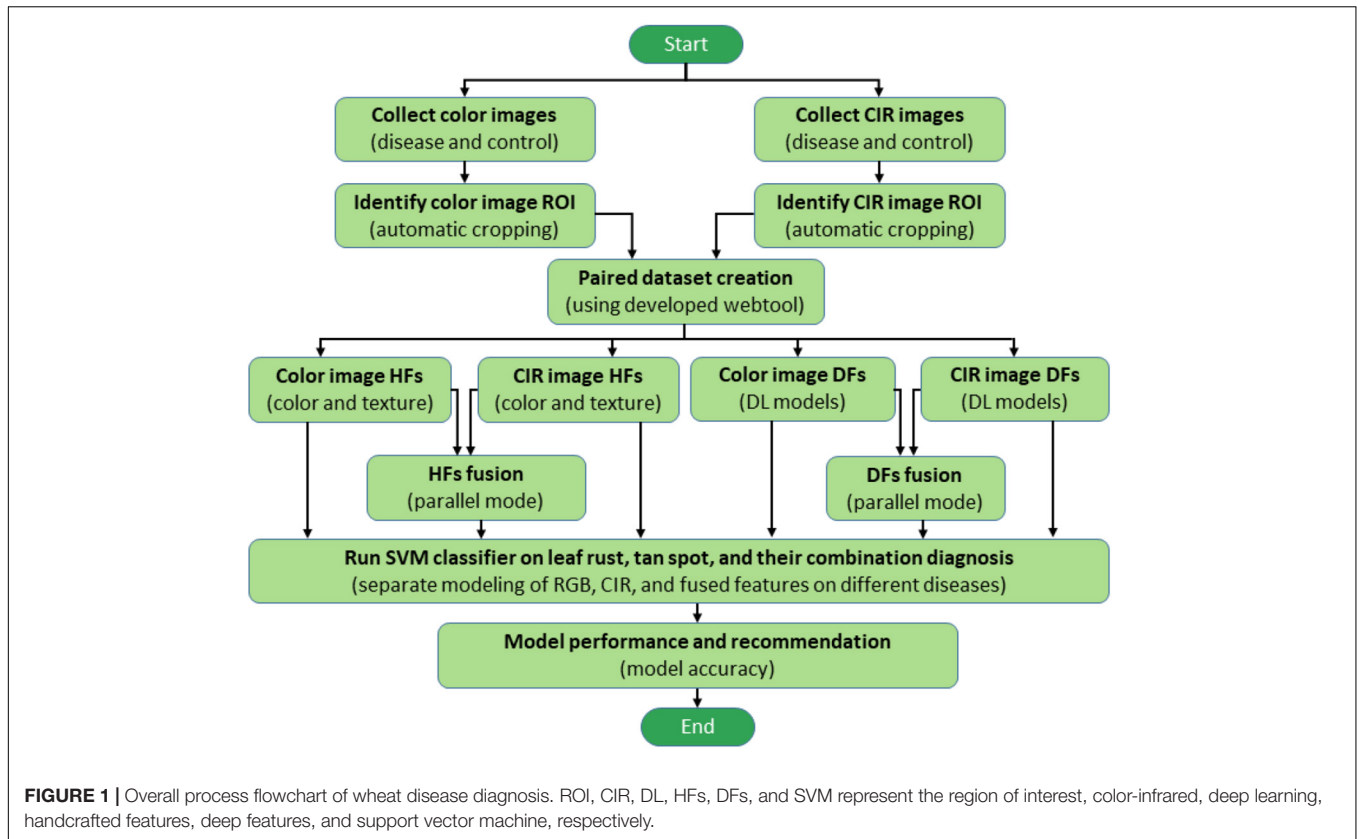 Start
Collect color images
(disease and control)
Collect CIR images
(disease and control)
Identify color image ROI
(automatic cropping)
Identify CIR image ROI
(automatic cropping)
Paired dataset creation
(using developed webtool)
Color image HFs
(color and texture)
CIR image HFs
(color and texture)
Color image DFs
(DL models)
CIR image DFs
(DL models)
HFs fusion
(parallel mode)
DFs fusion
(parallel mode)
Run SVM classifier on leaf rust, tan spot, and their combination diagnosis
(separate modeling of RGB, CIR, and fused features on different diseases)
Model performance and recommendation
(model accuracy)
End
FIGURE 1 | Overall process flowchart of wheat disease diagnosis. ROI, CIR, DL, HFs, DFs, and SVM represent the region of interest, color-infrared, deep learning,
handcrafted features, deep features, and support vector machine, respectively.